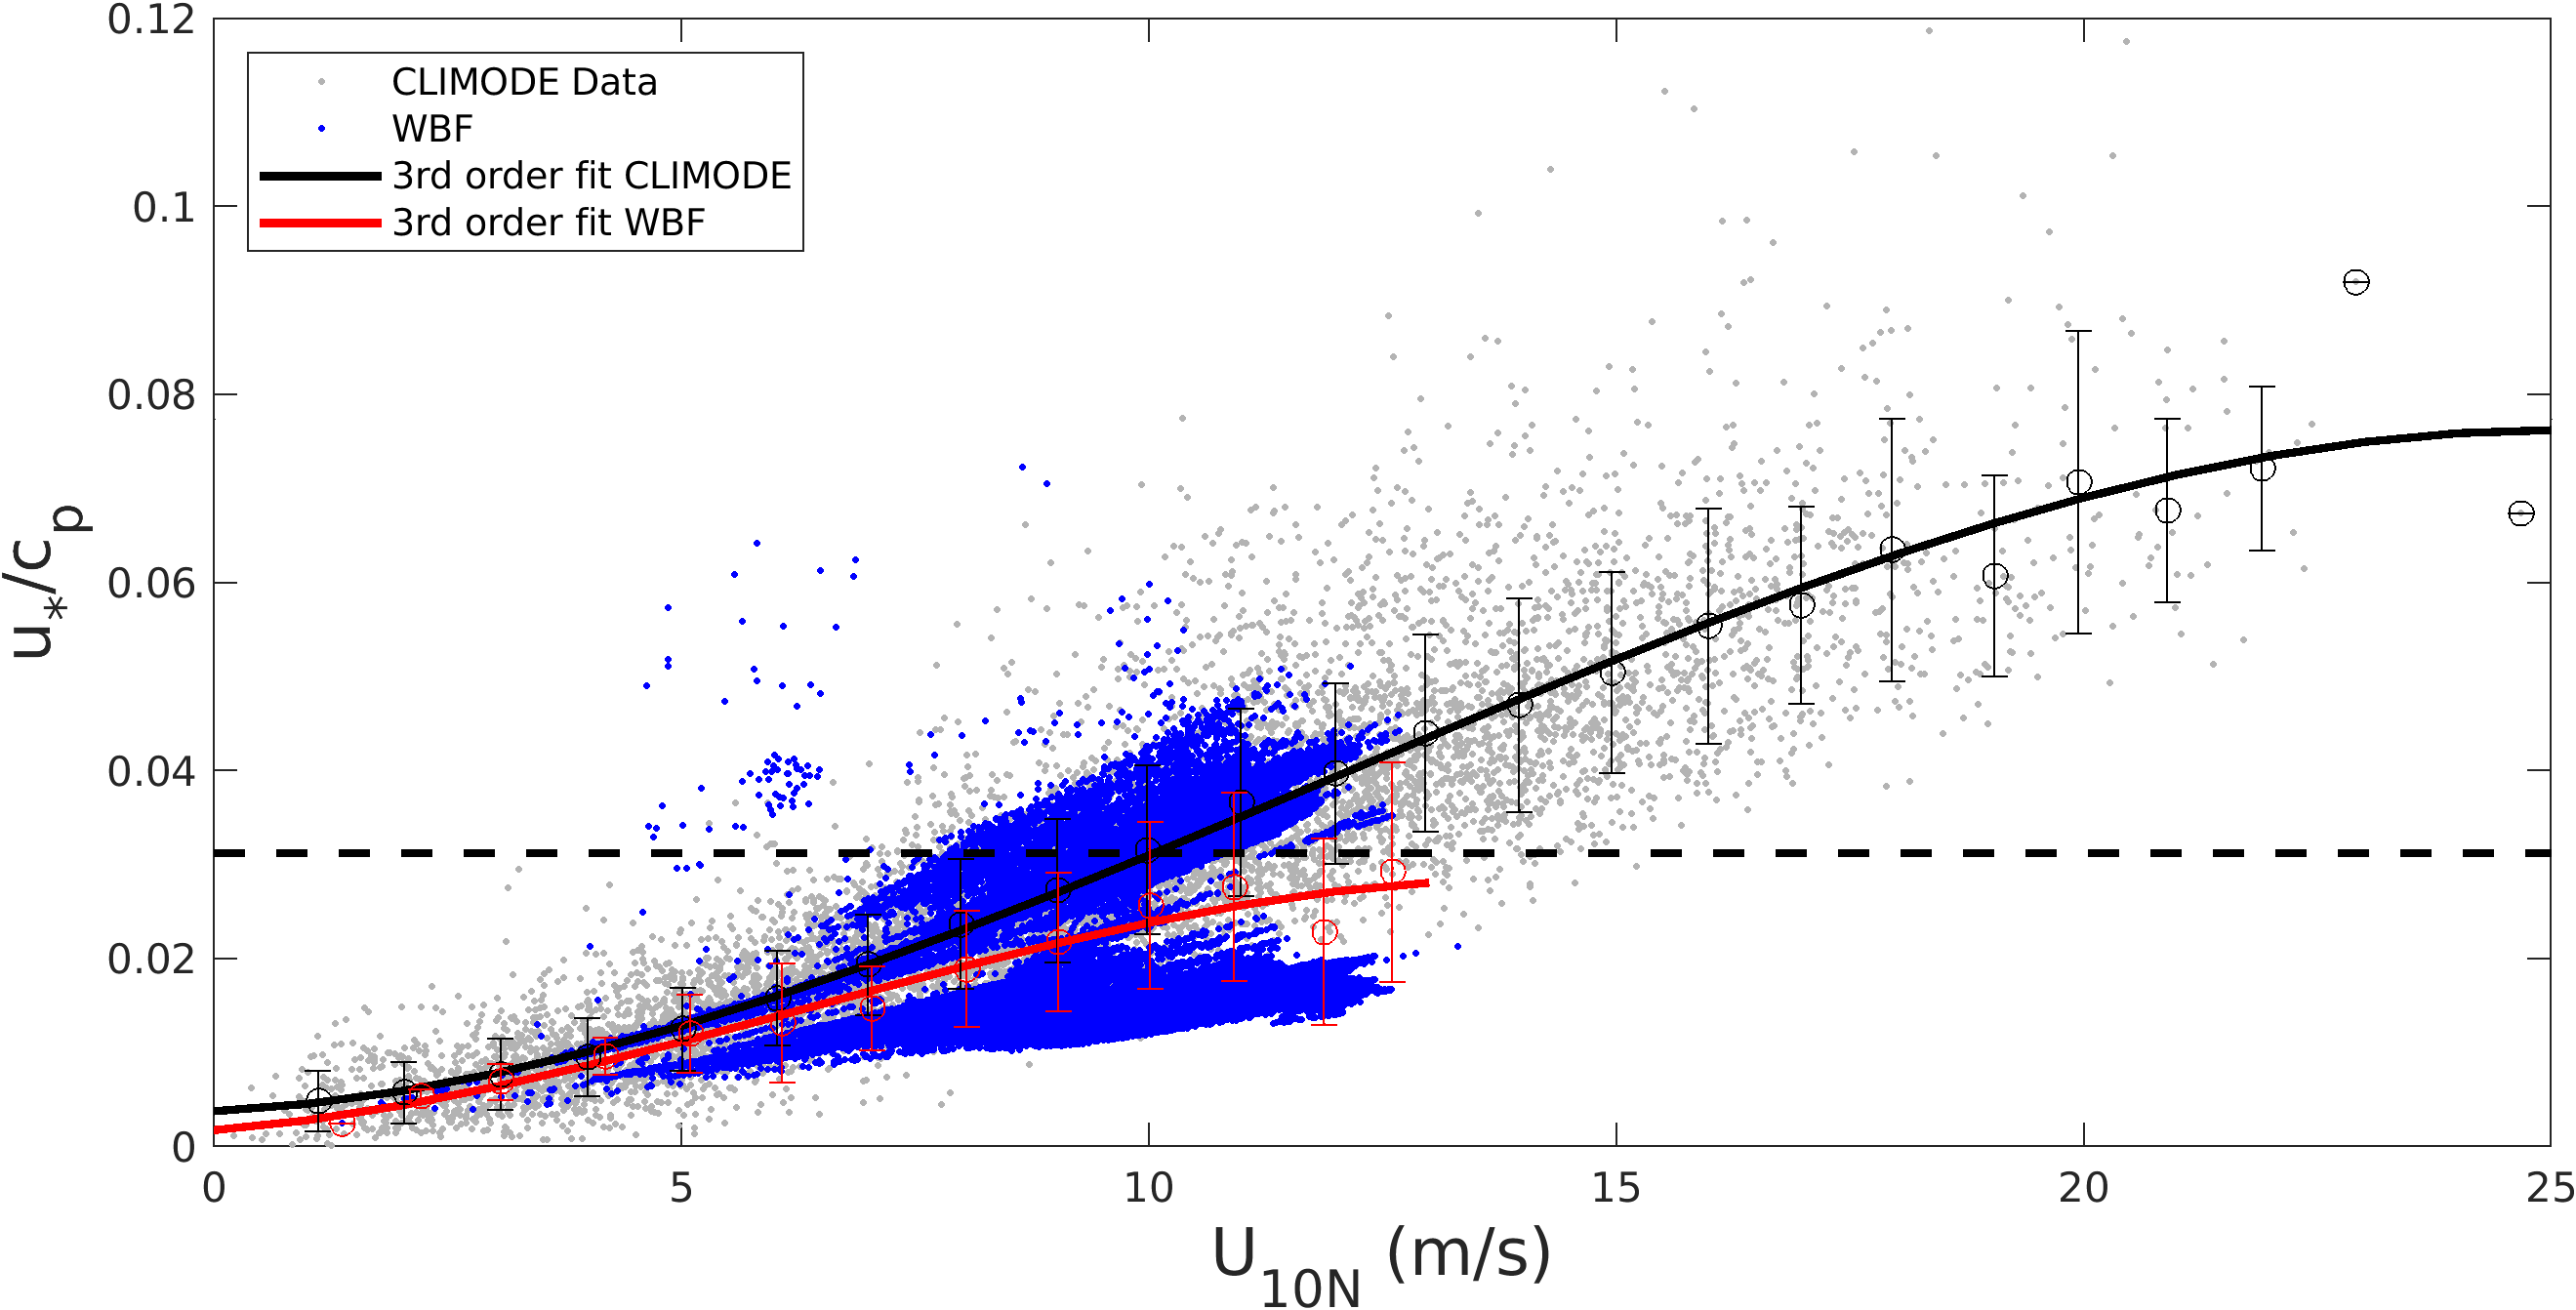 0.12
0.1
0.08
0.06
0.04
0.02
0
u*/cp
CLIMODE Data
WBF
3rd order fit CLIMODE
3rd order fit WBF
0 5 10 15 20 25
U10N (m/s)